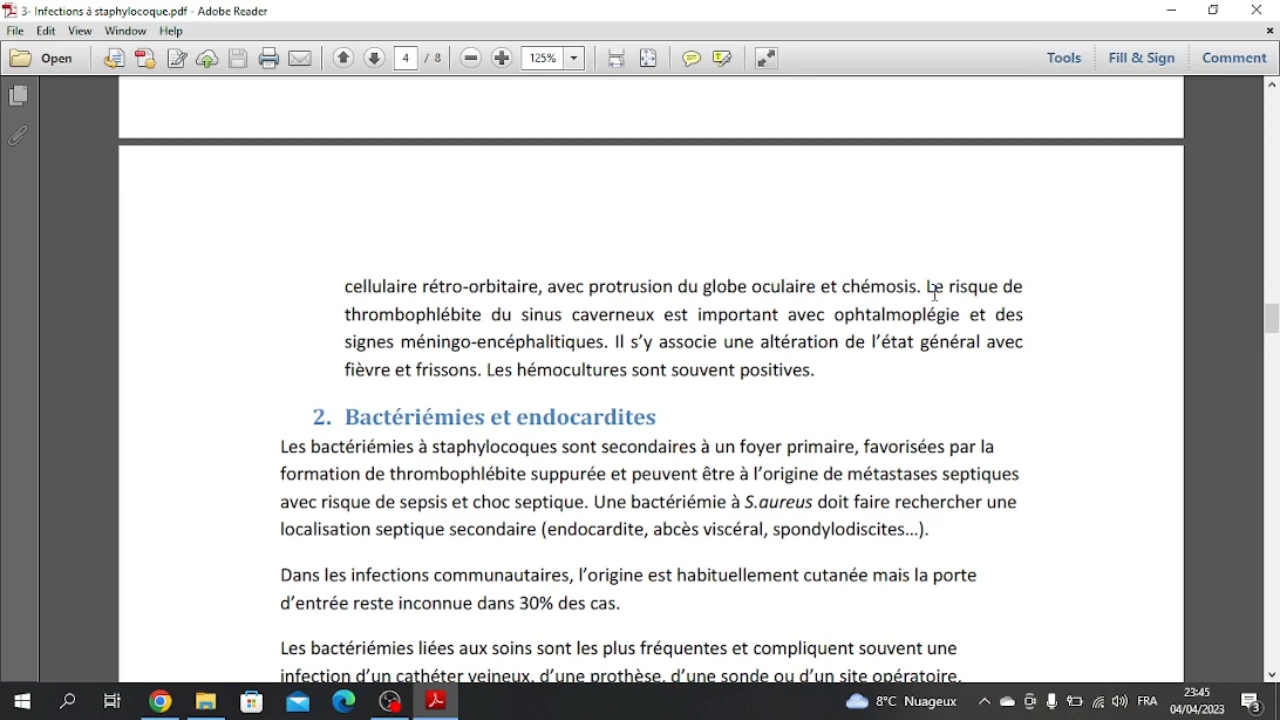 3- Infections à staphylocoque.pdf - Adobe Reader
File Edit View Window Help
Open 4 / 8 125% Tools Fill & Sign Comment
cellulaire rétro-orbitaire, avec protrusion du globe oculaire et chémosis. Le risque de
thrombophlébite du sinus caverneux est important avec ophtalmoplégie et des
signes méningo-encéphalitiques. Il s’y associe une altération de l’état général avec
fièvre et frissons. Les hémocultures sont souvent positives.
2. Bactériémies et endocardites
Les bactériémies à staphylocoques sont secondaires à un foyer primaire, favorisées par la
formation de thrombophlébite suppurée et peuvent être à l’origine de métastases septiques
avec risque de sepsis et choc septique. Une bactériémie à S.aureus doit faire rechercher une
localisation septique secondaire (endocardite, abcès viscéral, spondylodiscites…).
Dans les infections communautaires, l’origine est habituellement cutanée mais la porte
d’entrée reste inconnue dans 30% des cas.
Les bactériémies liées aux soins sont les plus fréquentes et compliquent souvent une
infection d’un cathéter veineux, d’une prothèse, d’une sonde ou d’un site opératoire.
8°C Nuageux FRA 23:45
04/04/2023 3